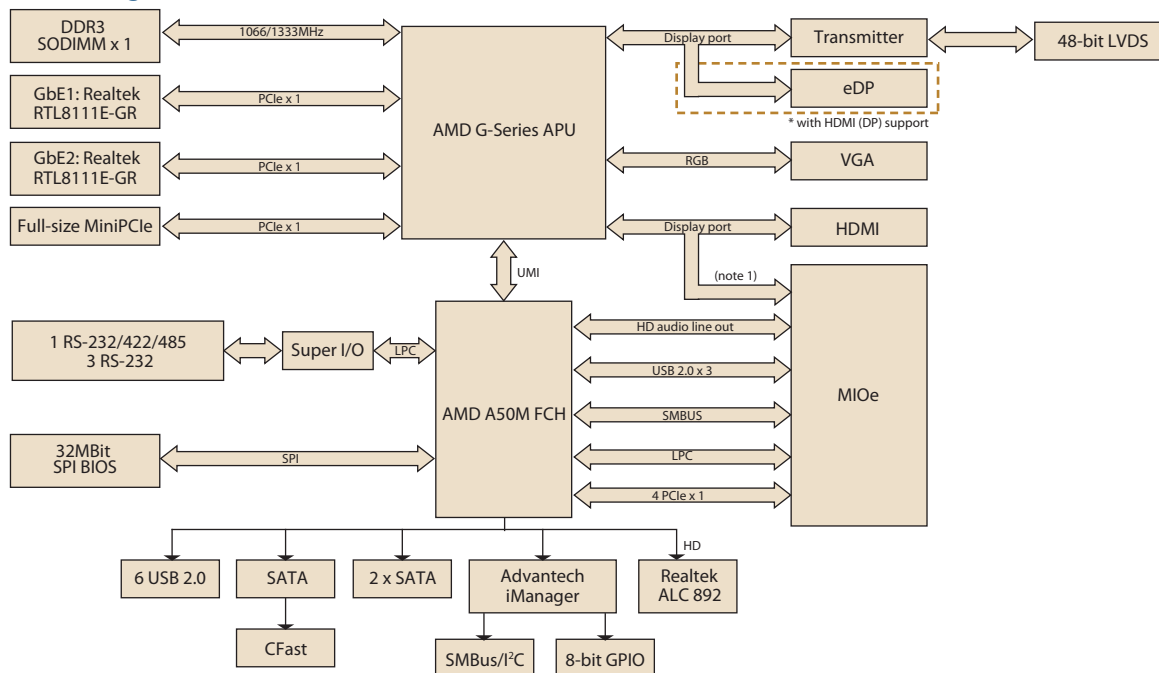 DDR3
SODIMM x 1
1066/1333MHz
Display port
Transmitter
48-bit LVDS
GbE1: Realtek
RTL8111E-GR
PCIe x 1
AMD G-Series APU
eDP
* with HDMI (DP) support
GbE2: Realtek
RTL8111E-GR
PCIe x 1
RGB
VGA
Full-size MiniPCIe
PCIe x 1
Display port
HDMI
UMI
(note 1)
1 RS-232/422/485
3 RS-232
Super I/O
LPC
AMD A50M FCH
HD audio line out
USB 2.0 x 3
SMBUS
LPC
4 PCIe x 1
MIOe
32MBit
SPI BIOS
SPI
HD
6 USB 2.0
SATA
2 x SATA
Advantech
iManager
Realtek
ALC 892
CFast
SMBus/I²C
8-bit GPIO